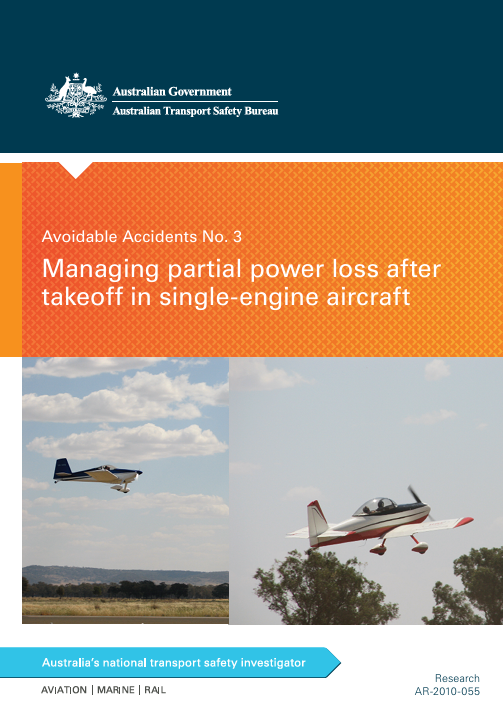 Australian Government
Australian Transport Safety Bureau
Avoidable Accidents No. 3
Managing partial power loss after
takeoff in single-engine aircraft
Australia's national transport safety investigator
AVIATION | MARINE | RAIL
Research
AR-2010-055